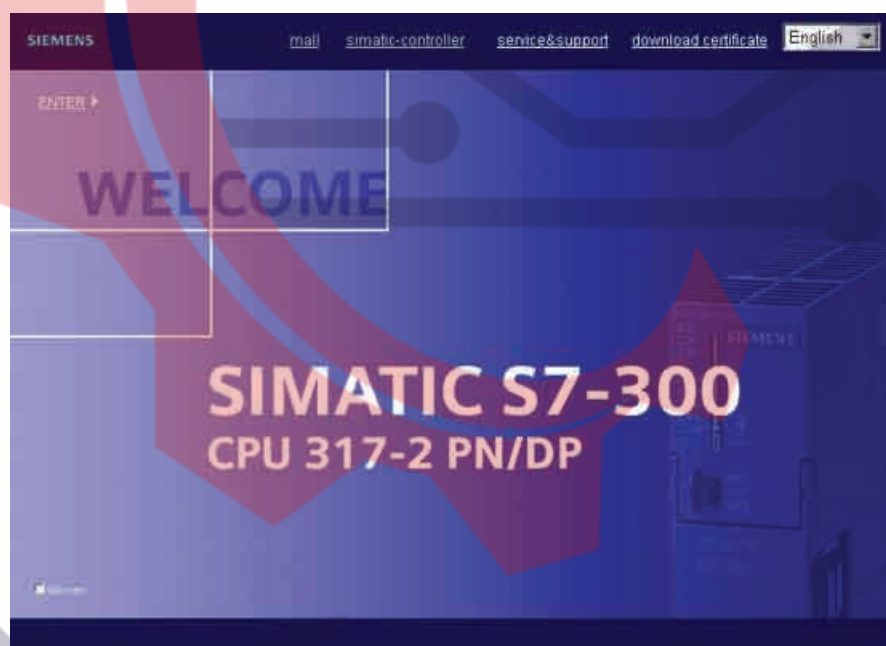 SIEMENS mall simatic-controller service&support download certificate English
ENTER
WELCOME
SIEMENS
SIMATIC S7-300
CPU 317-2 PN/DP